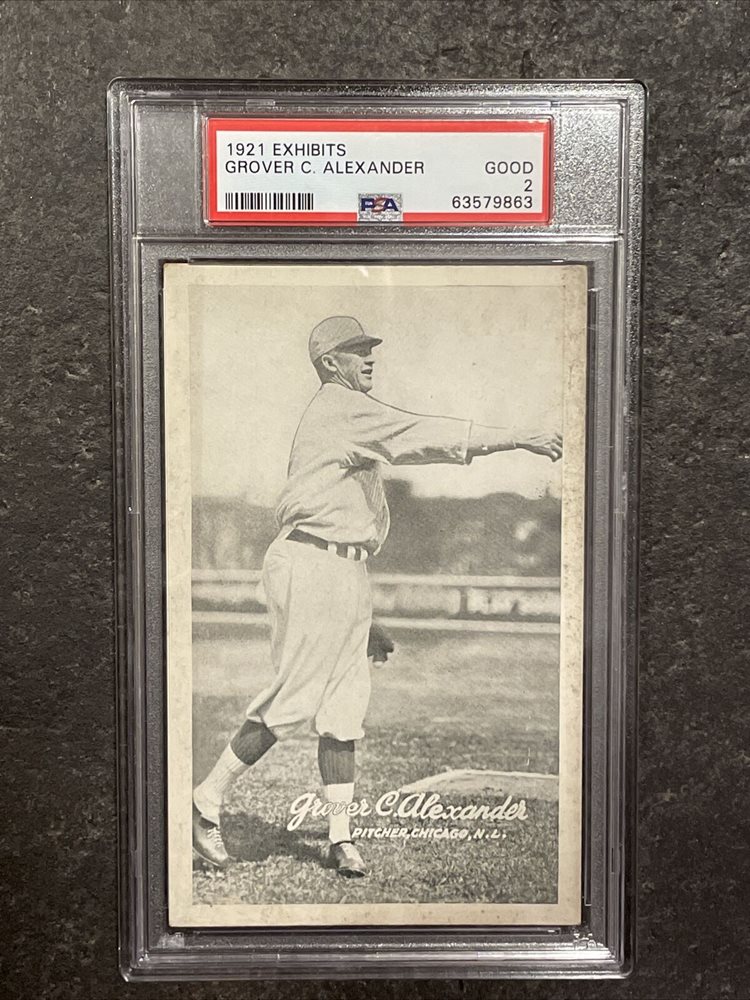 1921 EXHIBITS
GROVER C. ALEXANDER GOOD
2
PSA 63579863
Grover C. Alexander
PITCHER, CHICAGO, N.L.